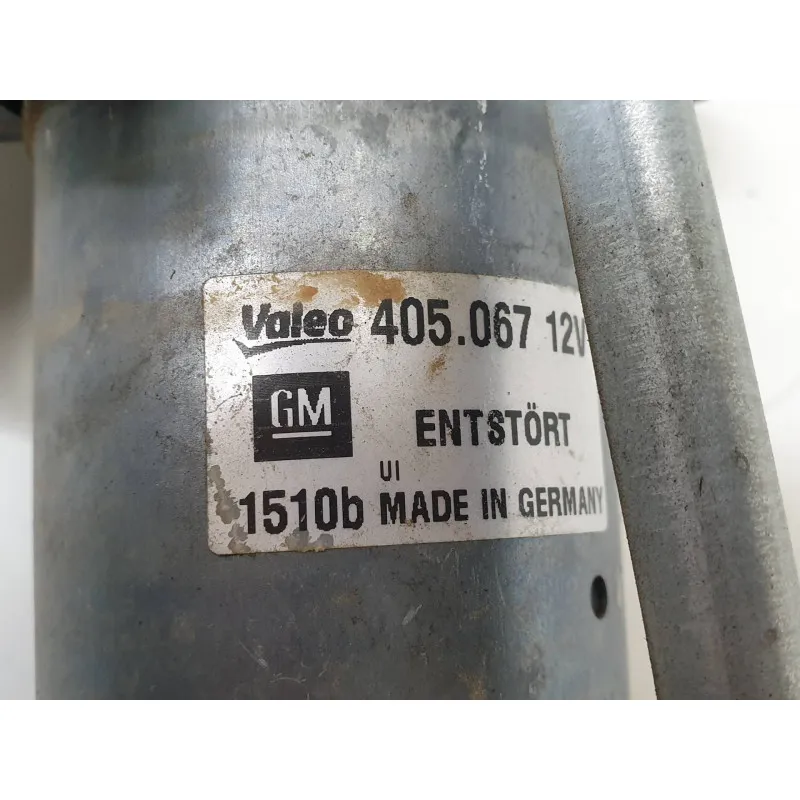 Valeo 405.067 12V
GM ENTSTÖRT
UI
1510b MADE IN GERMANY